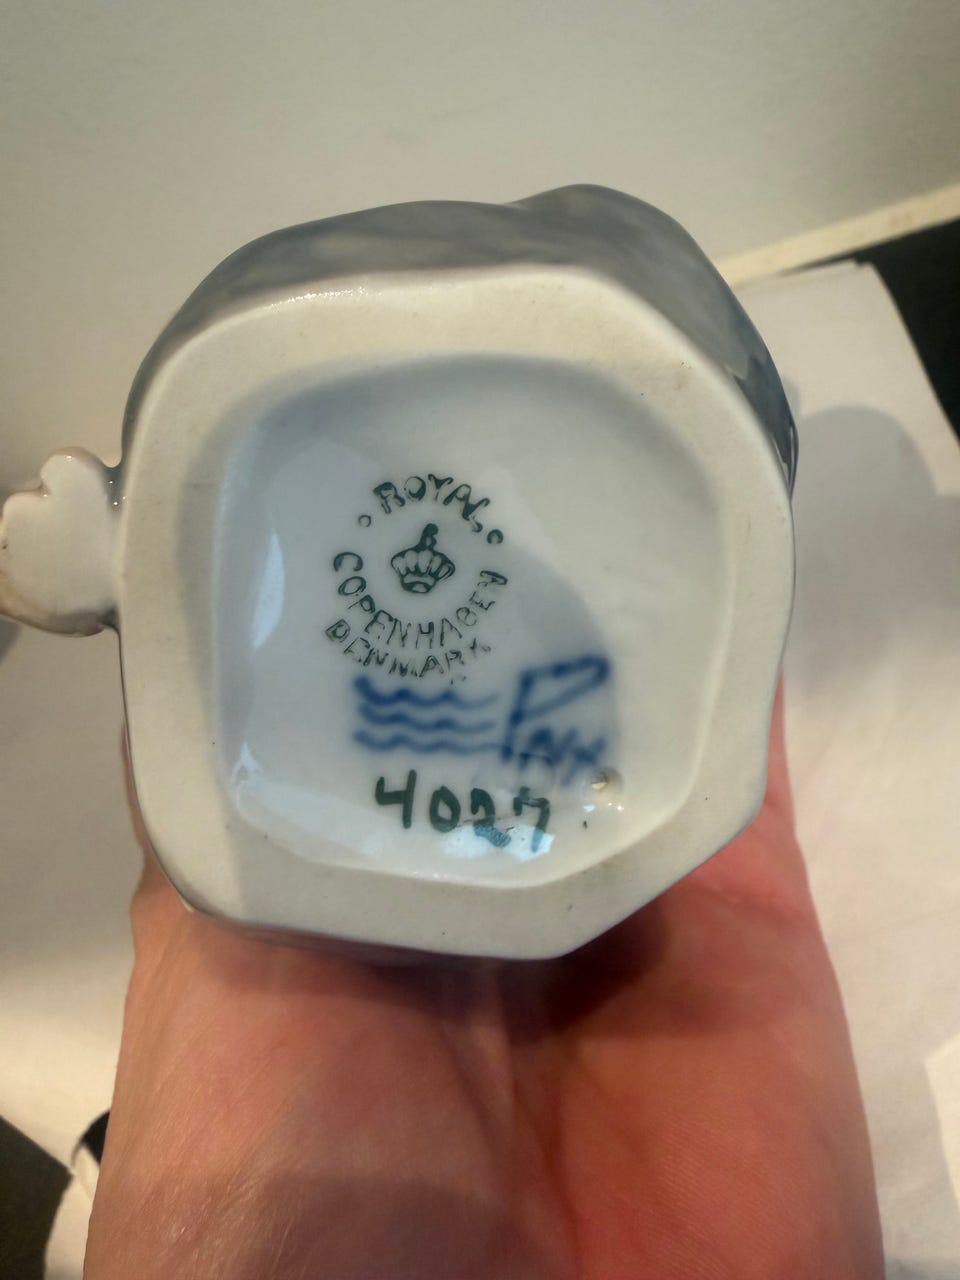 ROYAL
COPENHAGEN
DENMARK
4027